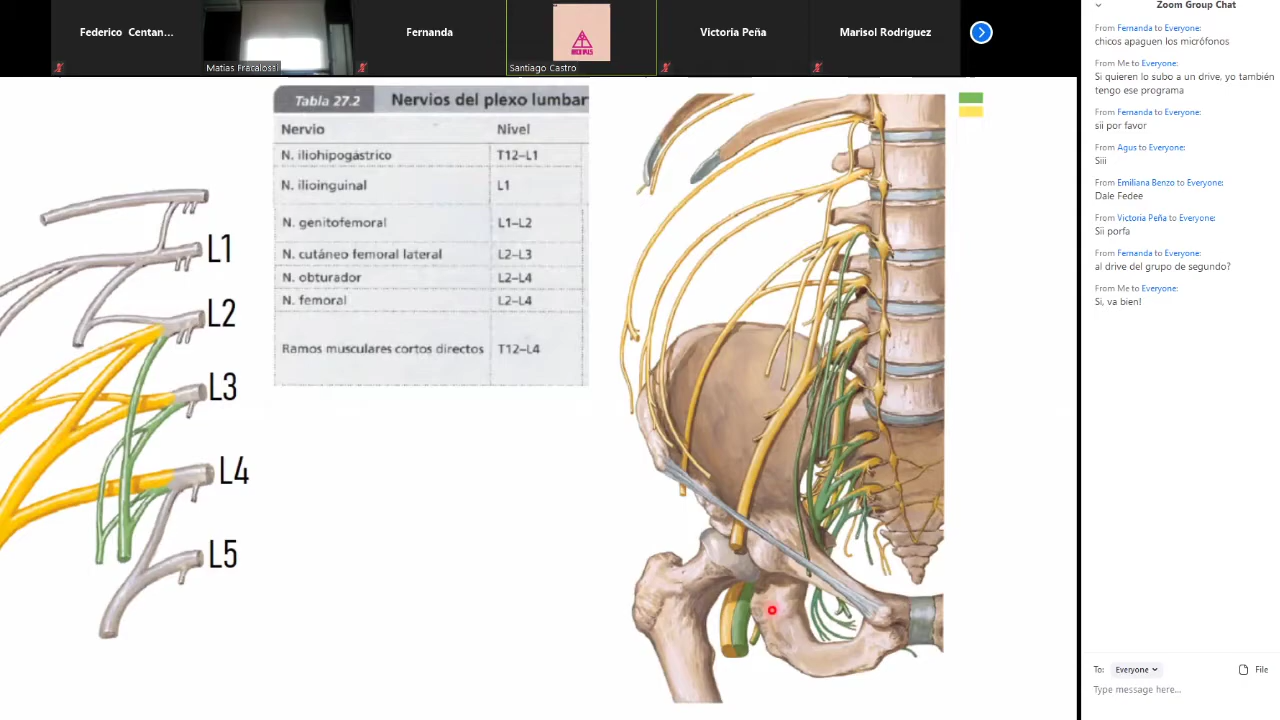 Federico Centan...
Matías Fracalossi
Fernanda
Santiago Castro
Victoria Peña
Marisol Rodriguez
Tabla 27.2 Nervios del plexo lumbar
Nervio Nivel
N. iliohipogástrico T12–L1
N. ilioinguinal L1
N. genitofemoral L1–L2
N. cutáneo femoral lateral L2–L3
N. obturador L2–L4
N. femoral L2–L4
Ramos musculares cortos directos T12–L4
L1
L2
L3
L4
L5
Zoom Group Chat
From Fernanda to Everyone:
chicos apaguen los micrófonos
From Me to Everyone:
Si quieren lo subo a un drive, yo también
tengo ese programa
From Fernanda to Everyone:
sii por favor
From Agus to Everyone:
Siii
From Emiliana Benzo to Everyone:
Dale Fedee
From Victoria Peña to Everyone:
Sii porfa
From Fernanda to Everyone:
al drive del grupo de segundo?
From Me to Everyone:
Si, va bien!
To: Everyone File
Type message here...